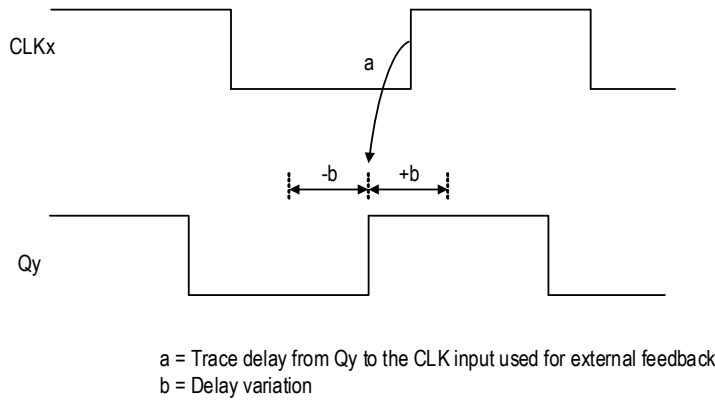 CLKx
a
-b
+b
Qy
a = Trace delay from Qy to the CLK input used for external feedback
b = Delay variation